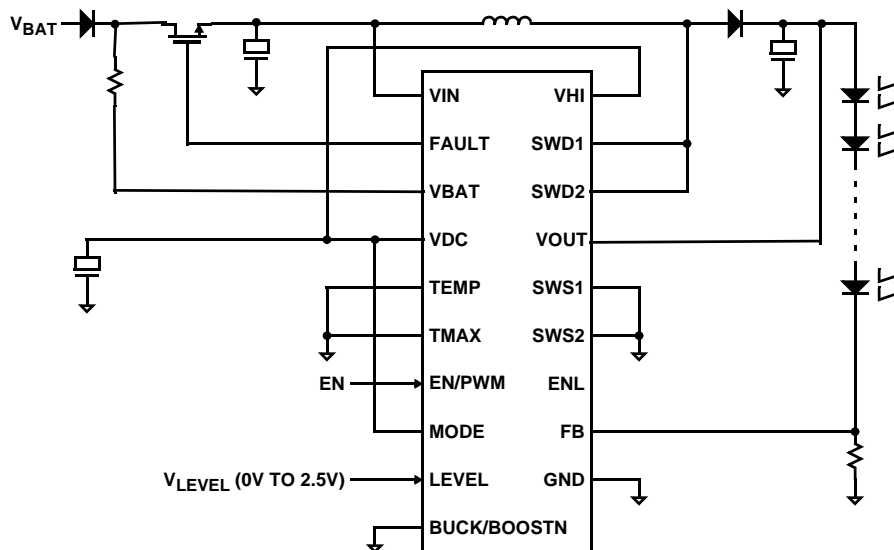 VBAT
VIN VHI
FAULT SWD1
VBAT SWD2
VDC VOUT
TEMP SWS1
TMAX SWS2
EN EN/PWM ENL
MODE FB
VLEVEL (0V TO 2.5V) LEVEL GND
BUCK/BOOSTN